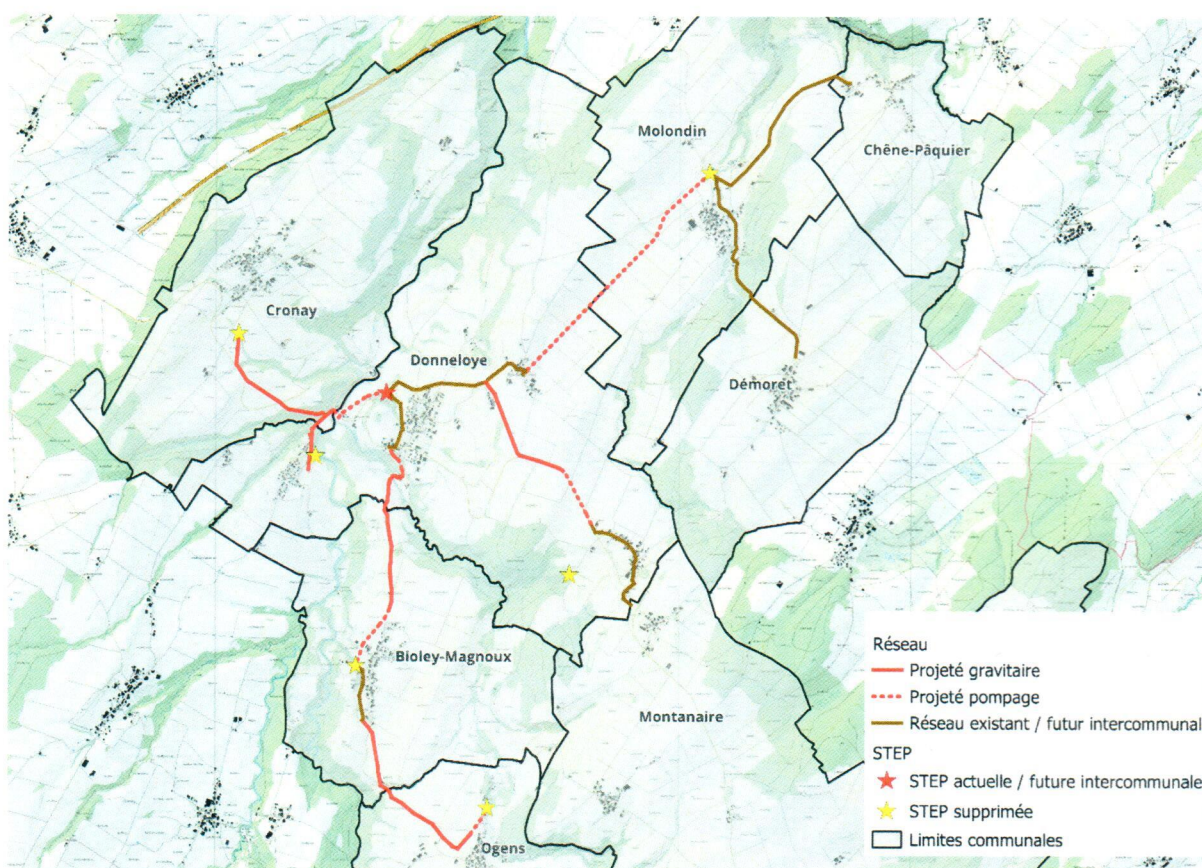 Molondin
Chêne-Pâquier
Cronay
Donneloye
Démoret
Bioley-Magnoux
Montanaire
Ogens
Réseau
Projeté gravitaire
Projeté pompage
Réseau existant / futur intercommunal
STEP
STEP actuelle / future intercommunale
STEP supprimée
Limites communales